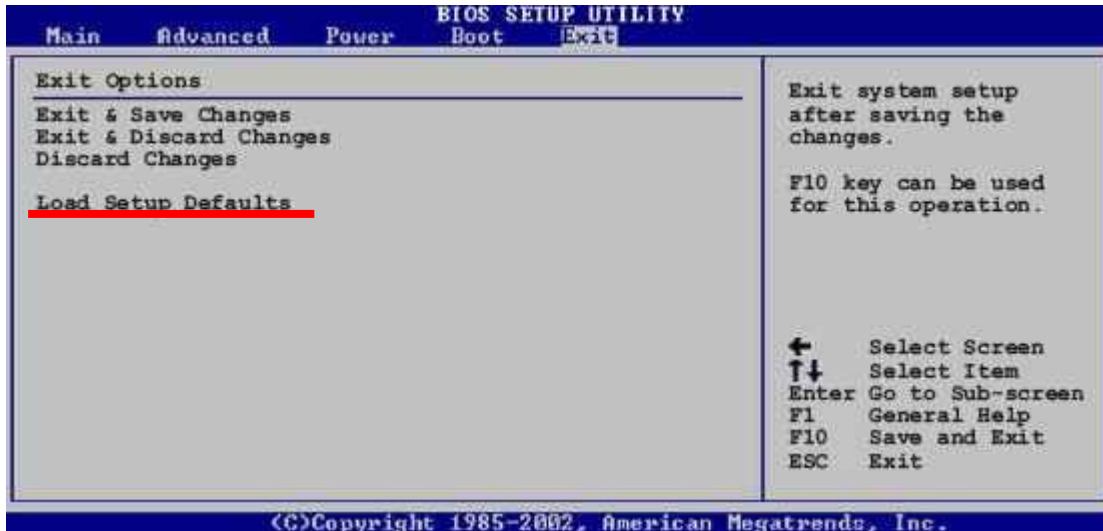 BIOS SETUP UTILITY
Main Advanced Power Boot Exit
Exit Options
Exit & Save Changes
Exit & Discard Changes
Discard Changes
Load Setup Defaults
Exit system setup
after saving the
changes.
F10 key can be used
for this operation.
← Select Screen
↑↓ Select Item
Enter Go to Sub-screen
F1 General Help
F10 Save and Exit
ESC Exit
(C)Copyright 1985-2002, American Megatrends, Inc.